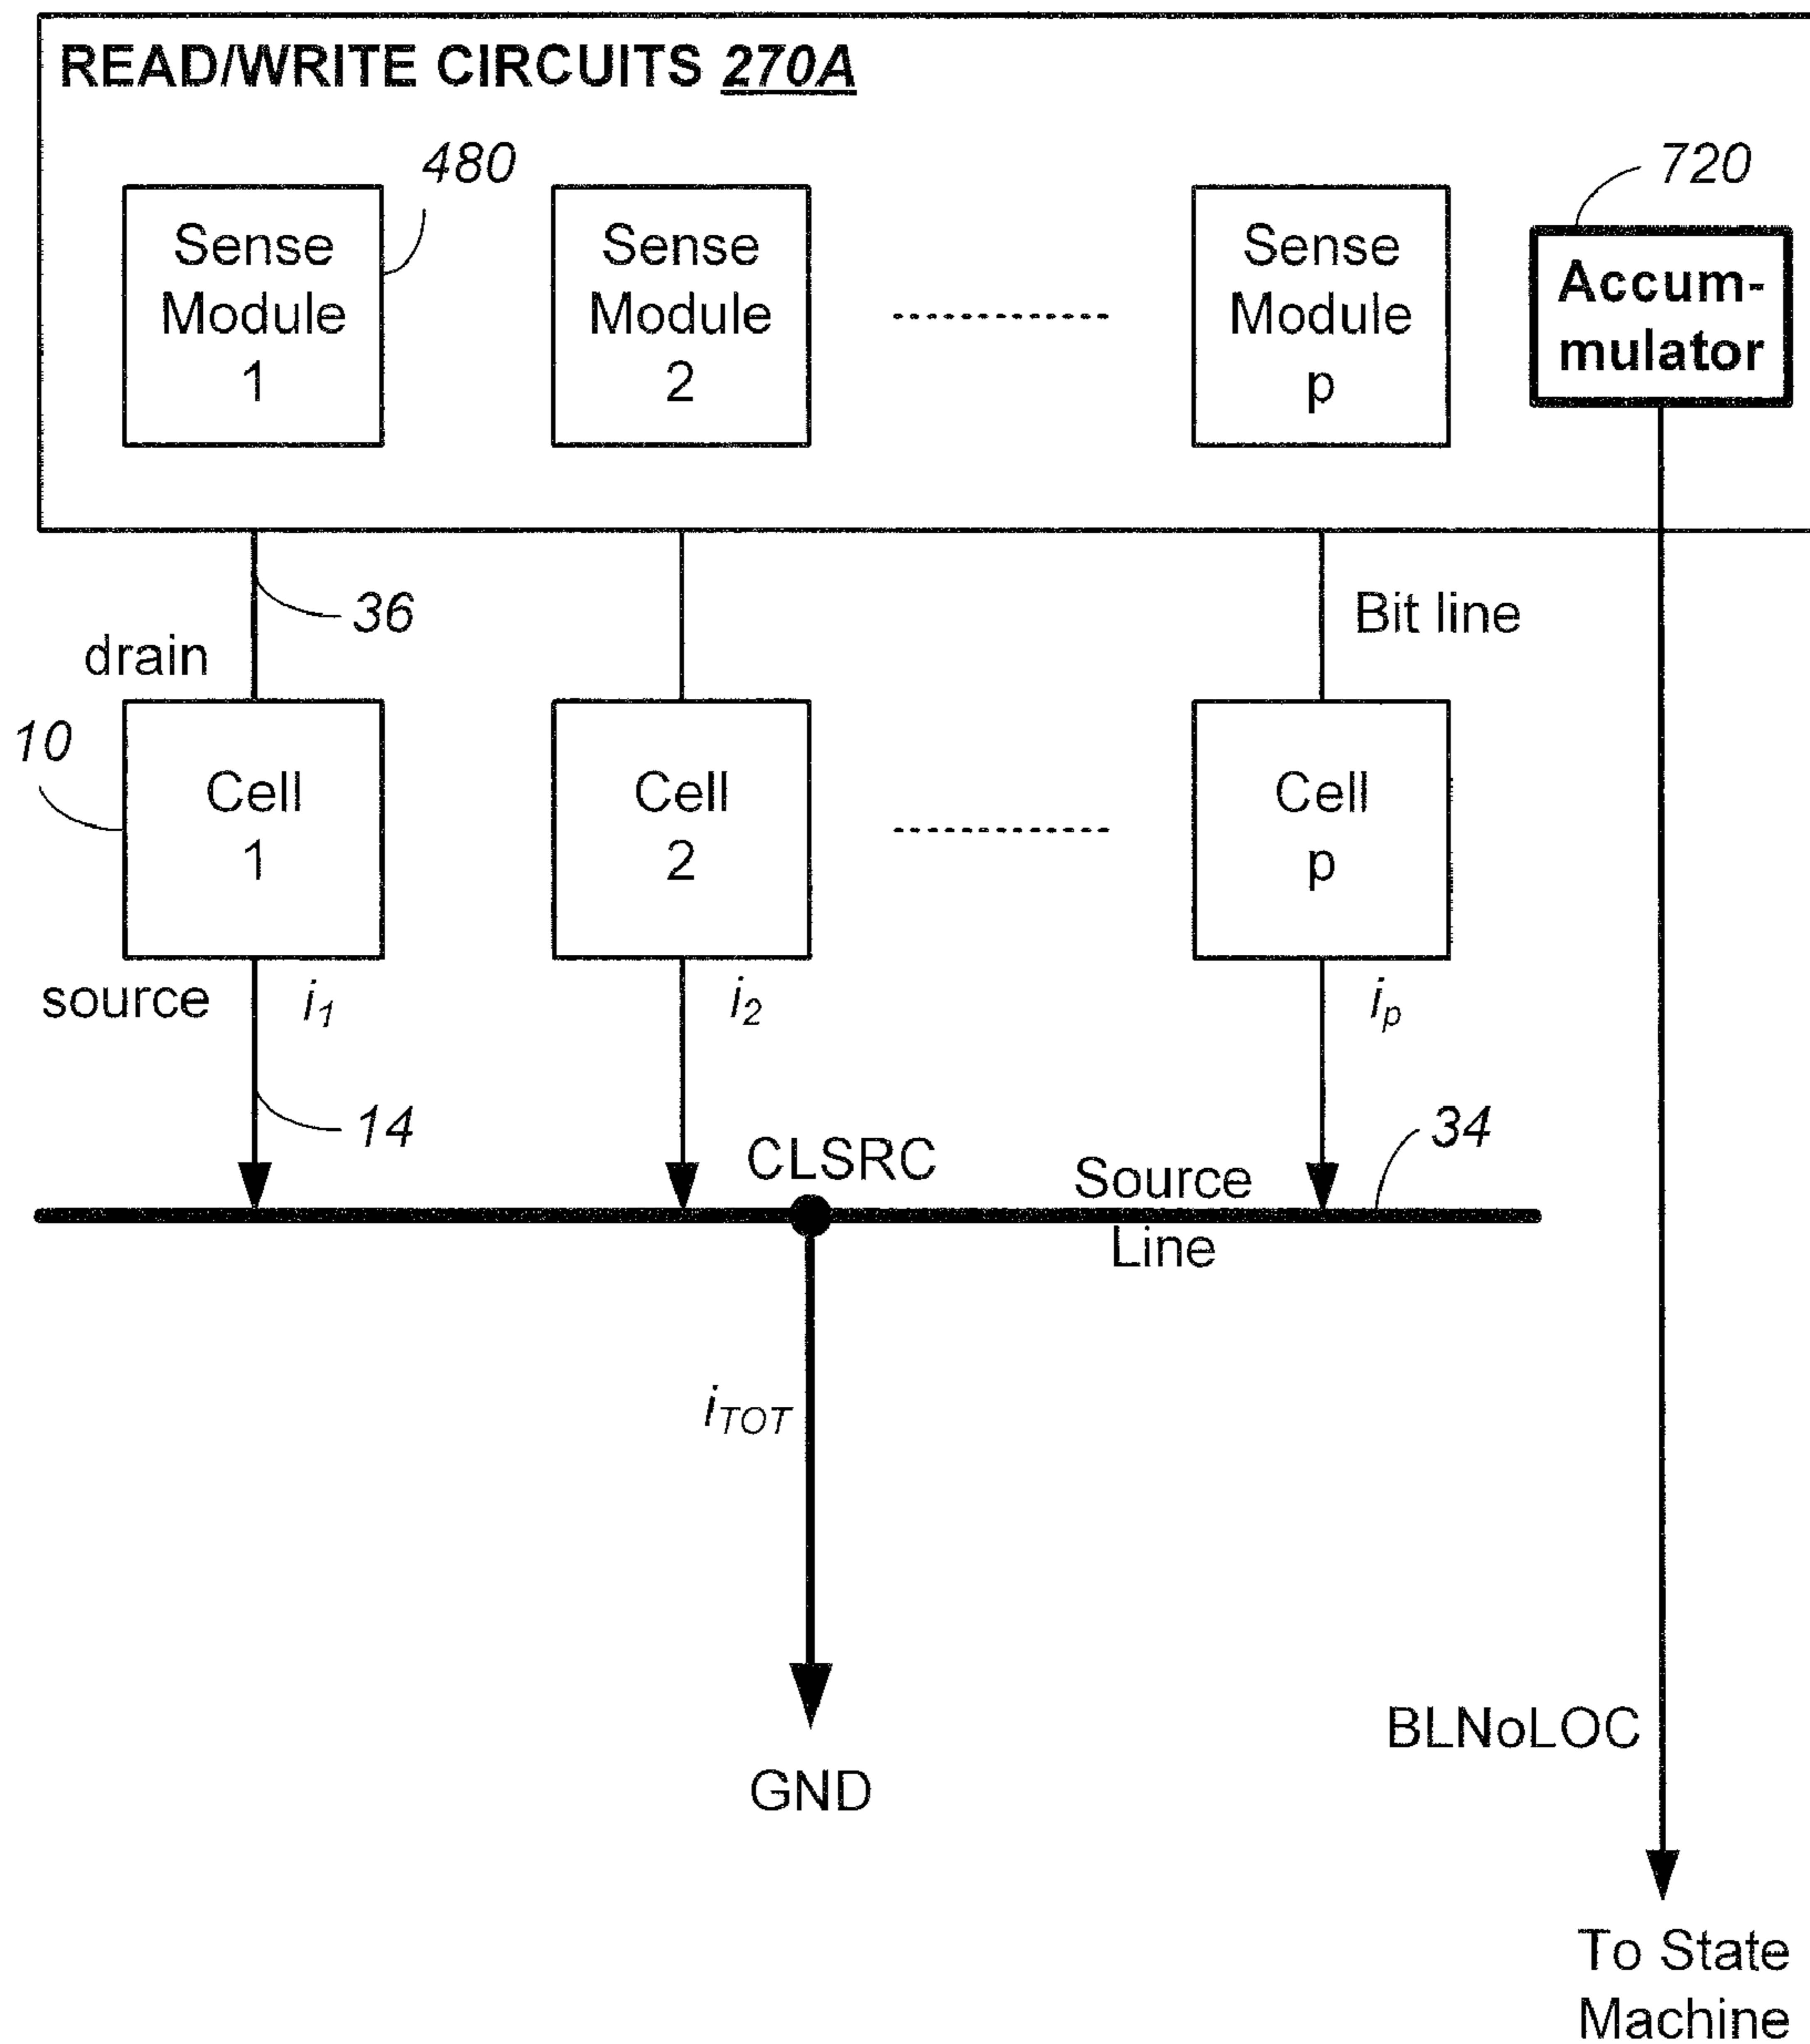 READ/WRITE CIRCUITS 270A
480
720
Sense
Module
1
Sense
Module
2
Sense
Module
p
Accum-
mulator
36
Bit line
drain
10
Cell
1
Cell
2
Cell
p
source
i1
i2
ip
14
34
CLSRC
Source
Line
iTOT
BLNoLOC
GND
To State
Machine